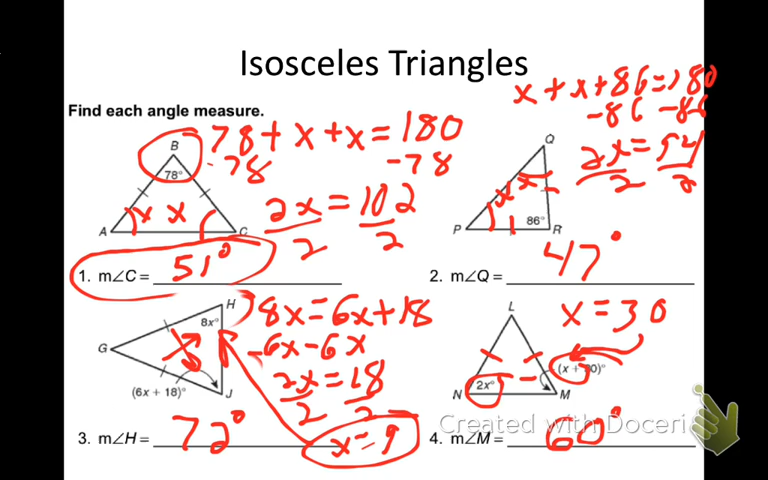 Isosceles Triangles
Find each angle measure.
x + x + 86 = 180
-86 -86
2x = 94
2 2
78 + x + x = 180
-78 -78
2x = 102
2 2
B
78°
x x
A C
1. m∠C = 51°
Q
x
x
86°
P R
2. m∠Q = 47°
H
8x°
G
(6x + 18)°
J
8x = 6x + 18
-6x -6x
2x = 18
2 2
x = 9
3. m∠H = 72°
L
x = 30
2x°
N M
4. m∠M = 60°
Created with Doceri